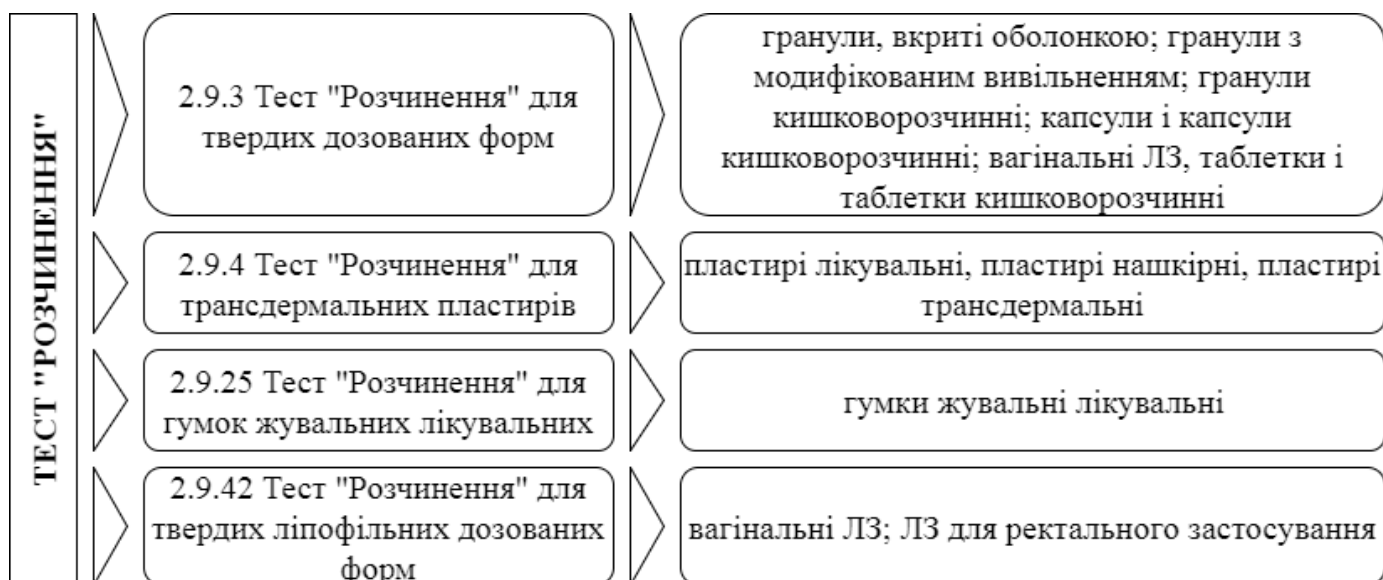 ТЕСТ "РОЗЧИНЕННЯ"
2.9.3 Тест "Розчинення" для
твердих дозованих форм
гранули, вкриті оболонкою; гранули з
модифікованим вивільненням; гранули
кишковорозчинні; капсули і капсули
кишковорозчинні; вагінальні ЛЗ, таблетки і
таблетки кишковорозчинні
2.9.4 Тест "Розчинення" для
трансдермальних пластирів
пластирі лікувальні, пластирі нашкірні, пластирі
трансдермальні
2.9.25 Тест "Розчинення" для
гумок жувальних лікувальних
гумки жувальні лікувальні
2.9.42 Тест "Розчинення" для
твердих ліпофільних дозованих
форм
вагінальні ЛЗ; ЛЗ для ректального застосування